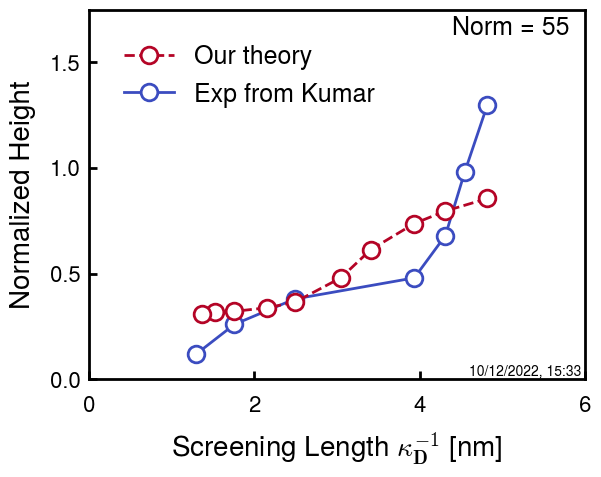 Norm = 55
Our theory
Exp from Kumar
Normalized Height
1.5
1.0
0.5
0.0
0
2
4
6
10/12/2022, 15:33
Screening Length κ_D^{-1} [nm]